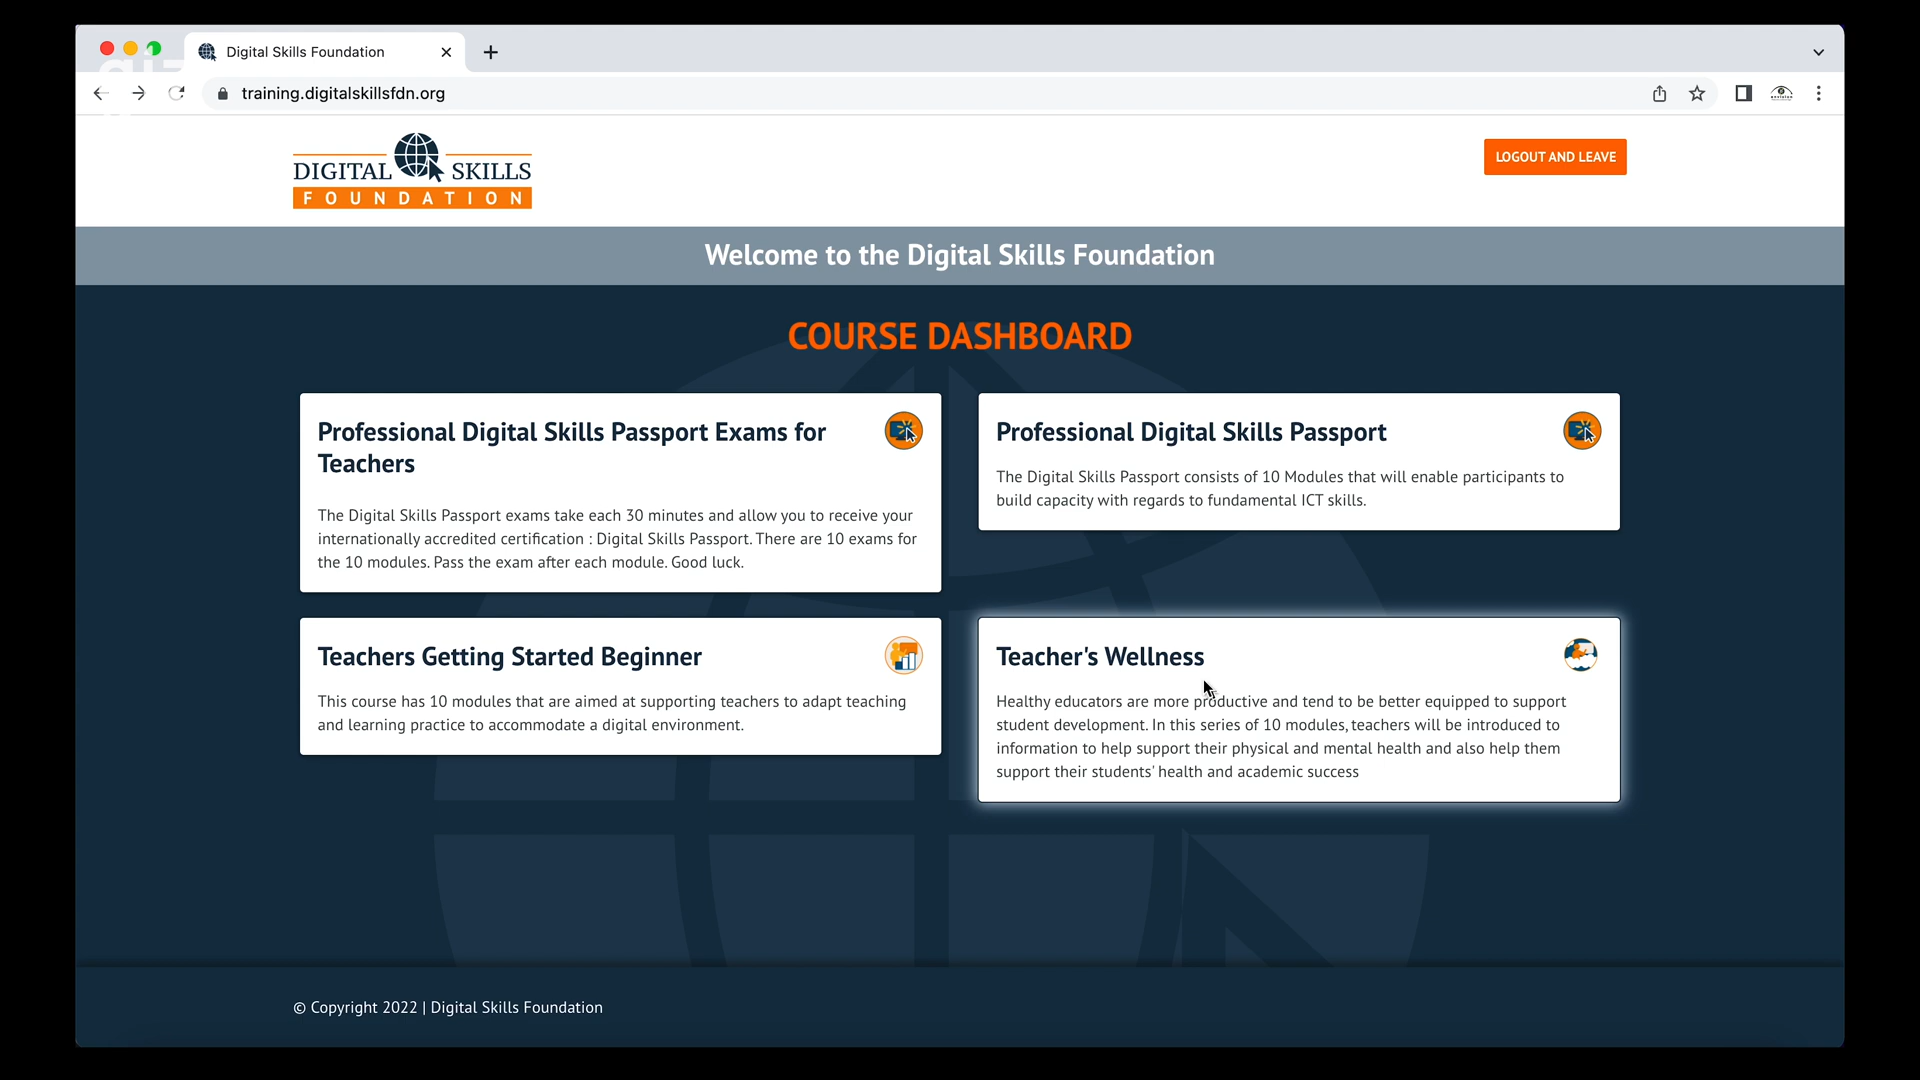 Digital Skills Foundation
training.digitalskillsfdn.org
DIGITAL SKILLS
FOUNDATION
LOGOUT AND LEAVE
Welcome to the Digital Skills Foundation
COURSE DASHBOARD
Professional Digital Skills Passport Exams for
Teachers
The Digital Skills Passport exams take each 30 minutes and allow you to receive your
internationally accredited certification : Digital Skills Passport. There are 10 exams for
the 10 modules. Pass the exam after each module. Good luck.
Professional Digital Skills Passport
The Digital Skills Passport consists of 10 Modules that will enable participants to
build capacity with regards to fundamental ICT skills.
Teachers Getting Started Beginner
This course has 10 modules that are aimed at supporting teachers to adapt teaching
and learning practice to accommodate a digital environment.
Teacher's Wellness
Healthy educators are more productive and tend to be better equipped to support
student development. In this series of 10 modules, teachers will be introduced to
information to help support their physical and mental health and also help them
support their students' health and academic success
© Copyright 2022 | Digital Skills Foundation